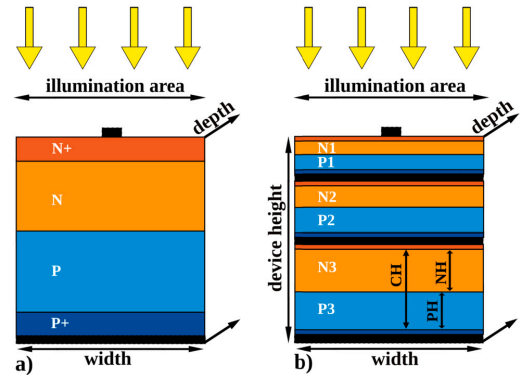 illumination area
depth
N+
N
P
P+
width
a)
illumination area
depth
device height
N1
P1
N2
P2
N3
P3
CH
NH
PH
width
b)